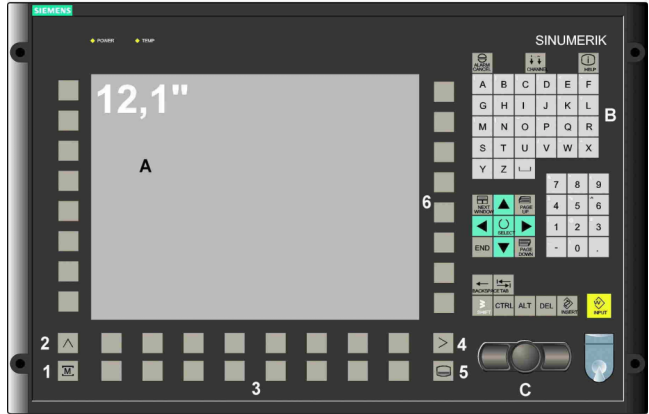 SIEMENS
POWER TEMP
SINUMERIK
12,1"
ALARM CANCEL
CHANNEL
HELP
A B C D E F
G H I J K L
B
M N O P Q R
S T U V W X
A
Y Z
7 8 9
4 5 6
6
NEXT WINDOW
PAGE UP
SELECT
1 2 3
END
PAGE DOWN
- 0 .
BACKSPACE TAB
SHIFT CTRL ALT DEL INSERT INPUT
2
> 4
1 M
5
3
C